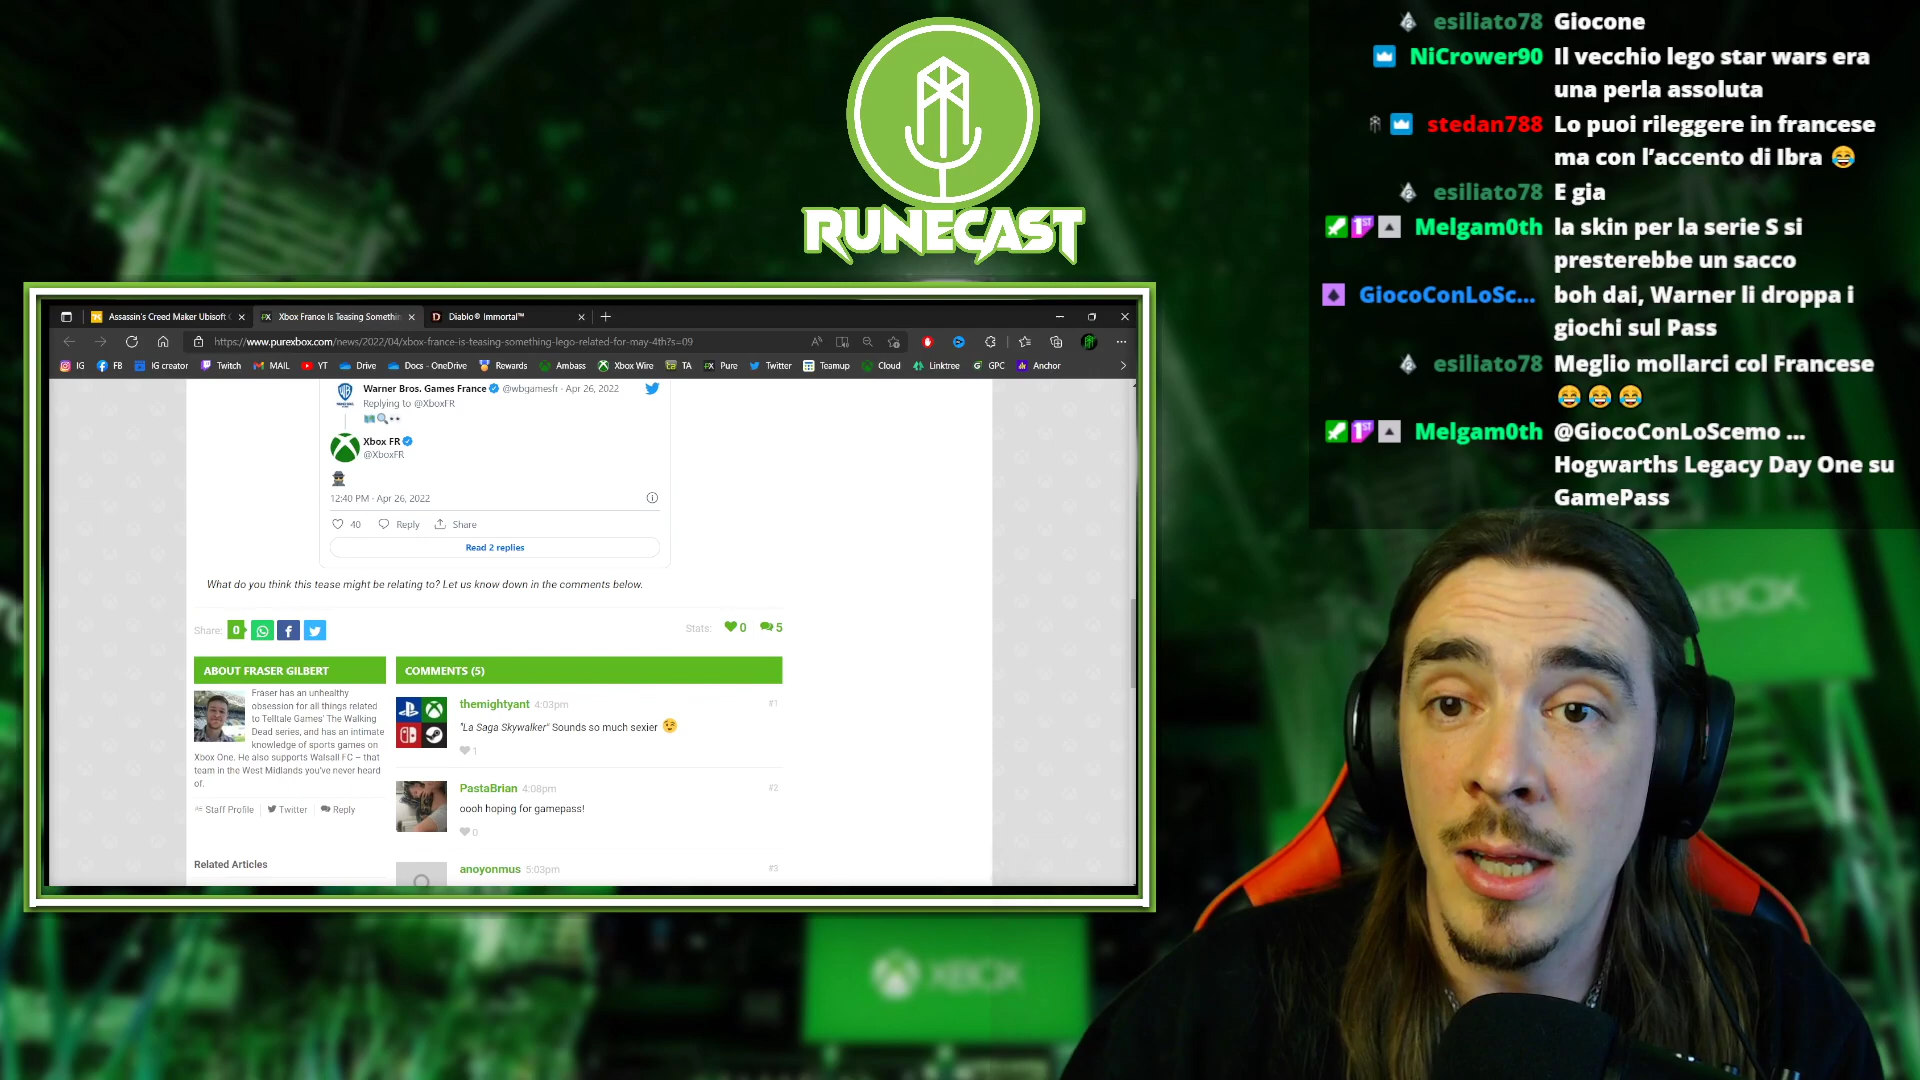 RUNECAST
Assassin's Creed Maker Ubisoft
Xbox France Is Teasing Somethin
Diablo® Immortal™
https://www.purexbox.com/news/2022/04/xbox-france-is-teasing-something-lego-related-for-may-4th?s=09
IG FB IG creator Twitch MAIL YT Drive Docs - OneDrive Rewards Ambass Xbox Wire TA Pure Twitter Teamup Cloud Linktree GPC Anchor
Warner Bros. Games France @wbgamesfr · Apr 26, 2022
Replying to @XboxFR
🔍👀
Xbox FR
@XboxFR
12:40 PM · Apr 26, 2022
40 Reply Share
Read 2 replies
What do you think this tease might be relating to? Let us know down in the comments below.
Share: 0
Stats: 0 5
ABOUT FRASER GILBERT
Fraser has an unhealthy
obsession for all things related
to Telltale Games' The Walking
Dead series, and has an intimate
knowledge of sports games on
Xbox One. He also supports Walsall FC – that
team in the West Midlands you've never heard
of.
Staff Profile Twitter Reply
Related Articles
COMMENTS (5)
themightyant 4:03pm #1
"La Saga Skywalker" Sounds so much sexier 😉
1
PastaBrian 4:08pm #2
oooh hoping for gamepass!
0
anoyonmus 5:03pm #3
esiliato78 Giocone
NiCrower90 Il vecchio lego star wars era
una perla assoluta
stedan788 Lo puoi rileggere in francese
ma con l'accento di Ibra 😂
esiliato78 E gia
1ST Melgam0th la skin per la serie S si
presterebbe un sacco
GiocoConLoSc... boh dai, Warner li droppa i
giochi sul Pass
esiliato78 Meglio mollarci col Francese
😂 😂 😂
1ST Melgam0th @GiocoConLoScemo ...
Hogwarths Legacy Day One su
GamePass
XBOX
XBOX